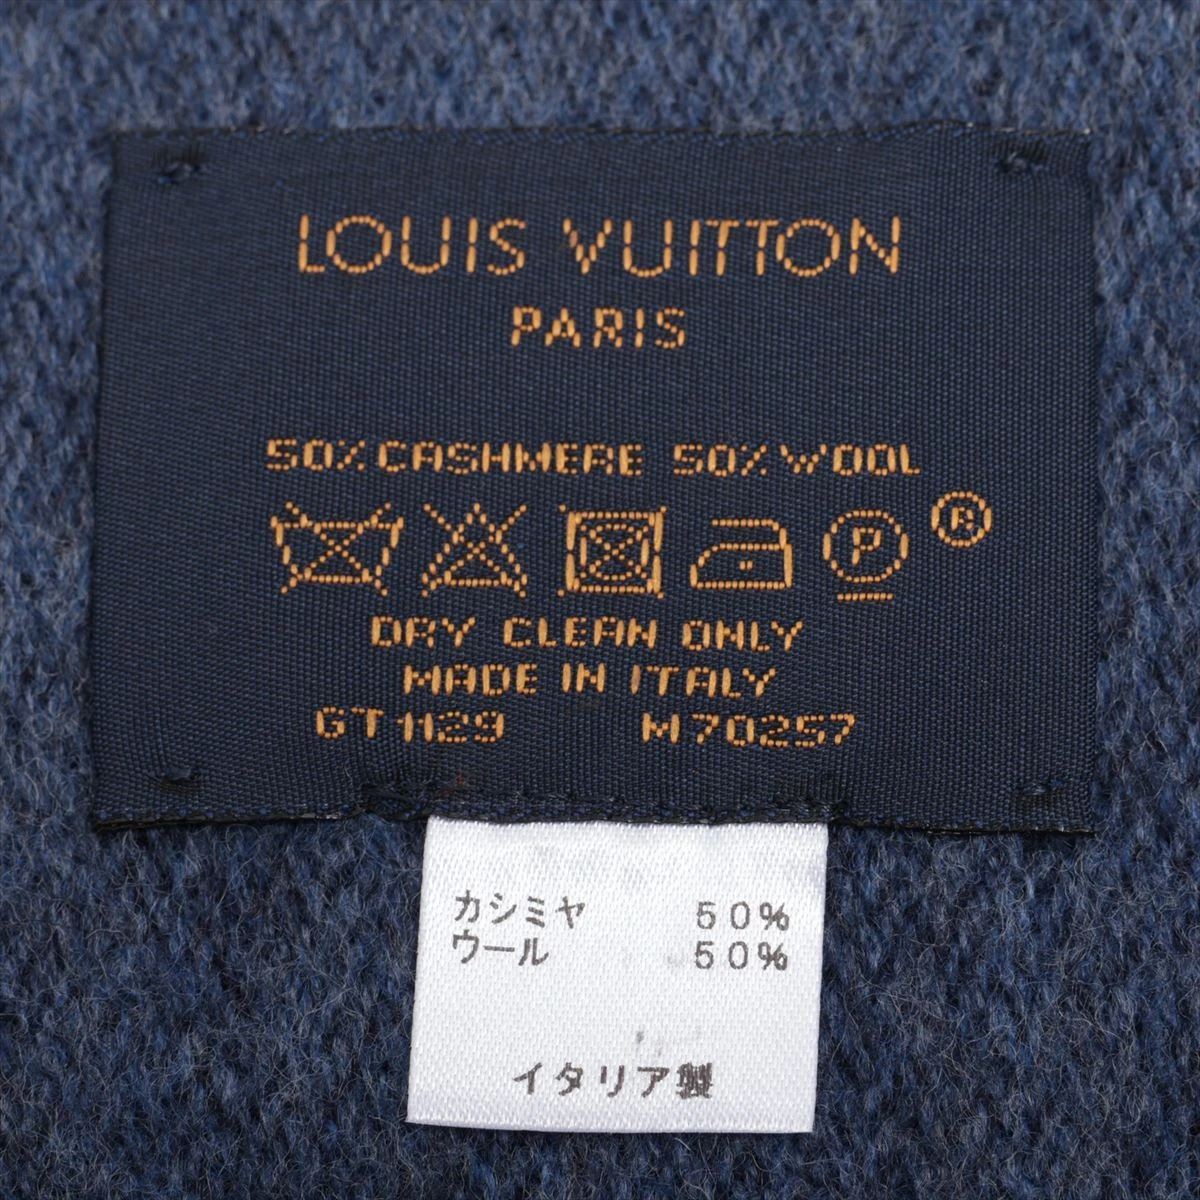 LOUIS VUITTON
PARIS
50% CASHMERE 50% WOOL
P ®
DRY CLEAN ONLY
MADE IN ITALY
GT1129 M70257
カシミヤ 50%
ウール 50%
イタリア製